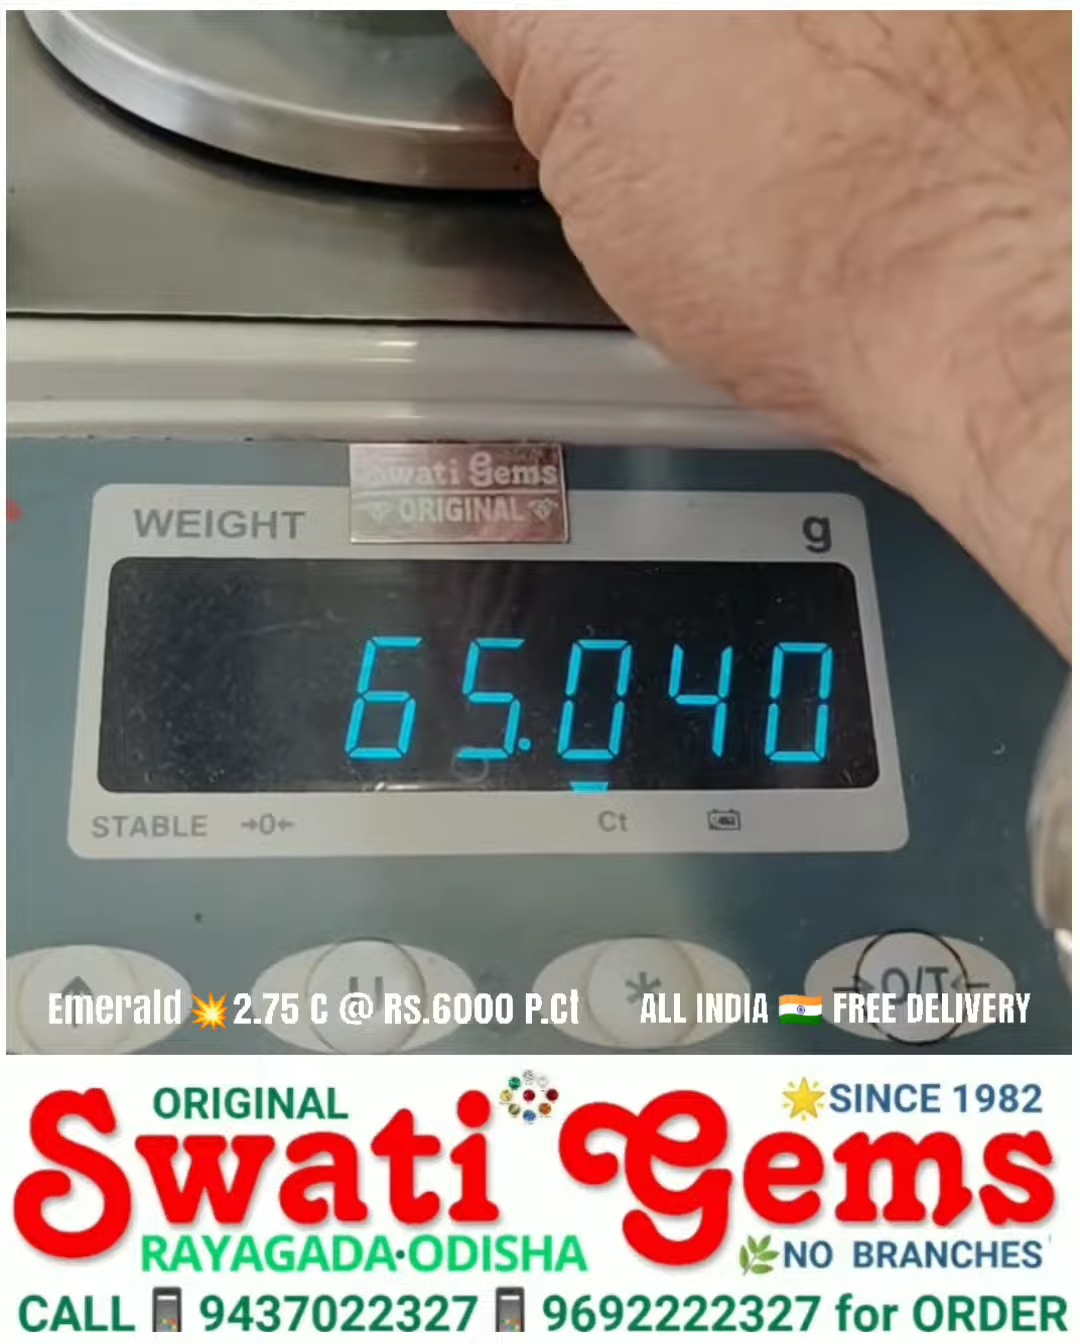 Swati Gems
ORIGINAL
WEIGHT g
65.040
STABLE →0← Ct
↑ * →O/T←
Emerald 💥 2.75 C @ Rs.6000 P.Ct ALL INDIA 🇮🇳 FREE DELIVERY
ORIGINAL 🌟SINCE 1982
Swati Gems
RAYAGADA•ODISHA 🌿NO BRANCHES
CALL 📱 9437022327 📱 9692222327 for ORDER